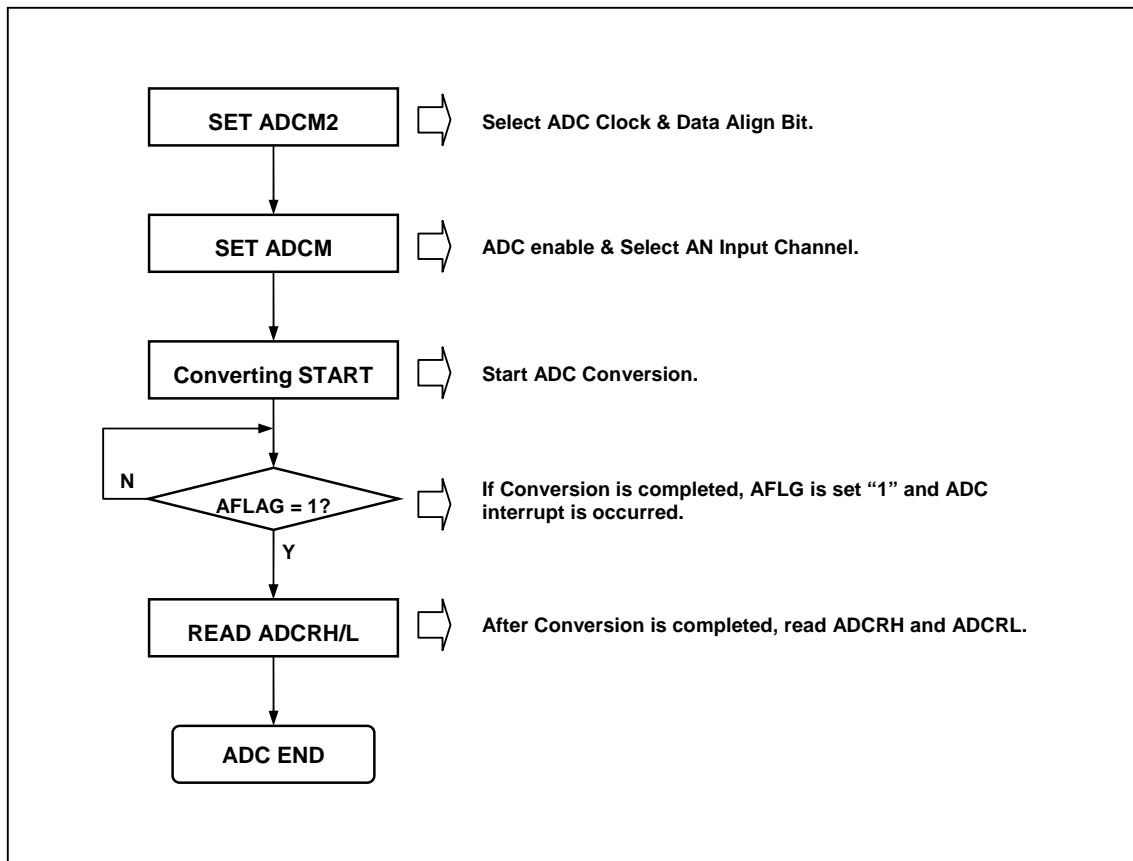 SET ADCM2
Select ADC Clock & Data Align Bit.
SET ADCM
ADC enable & Select AN Input Channel.
Converting START
Start ADC Conversion.
N
AFLAG = 1?
If Conversion is completed, AFLG is set “1” and ADC
interrupt is occurred.
Y
READ ADCRH/L
After Conversion is completed, read ADCRH and ADCRL.
ADC END